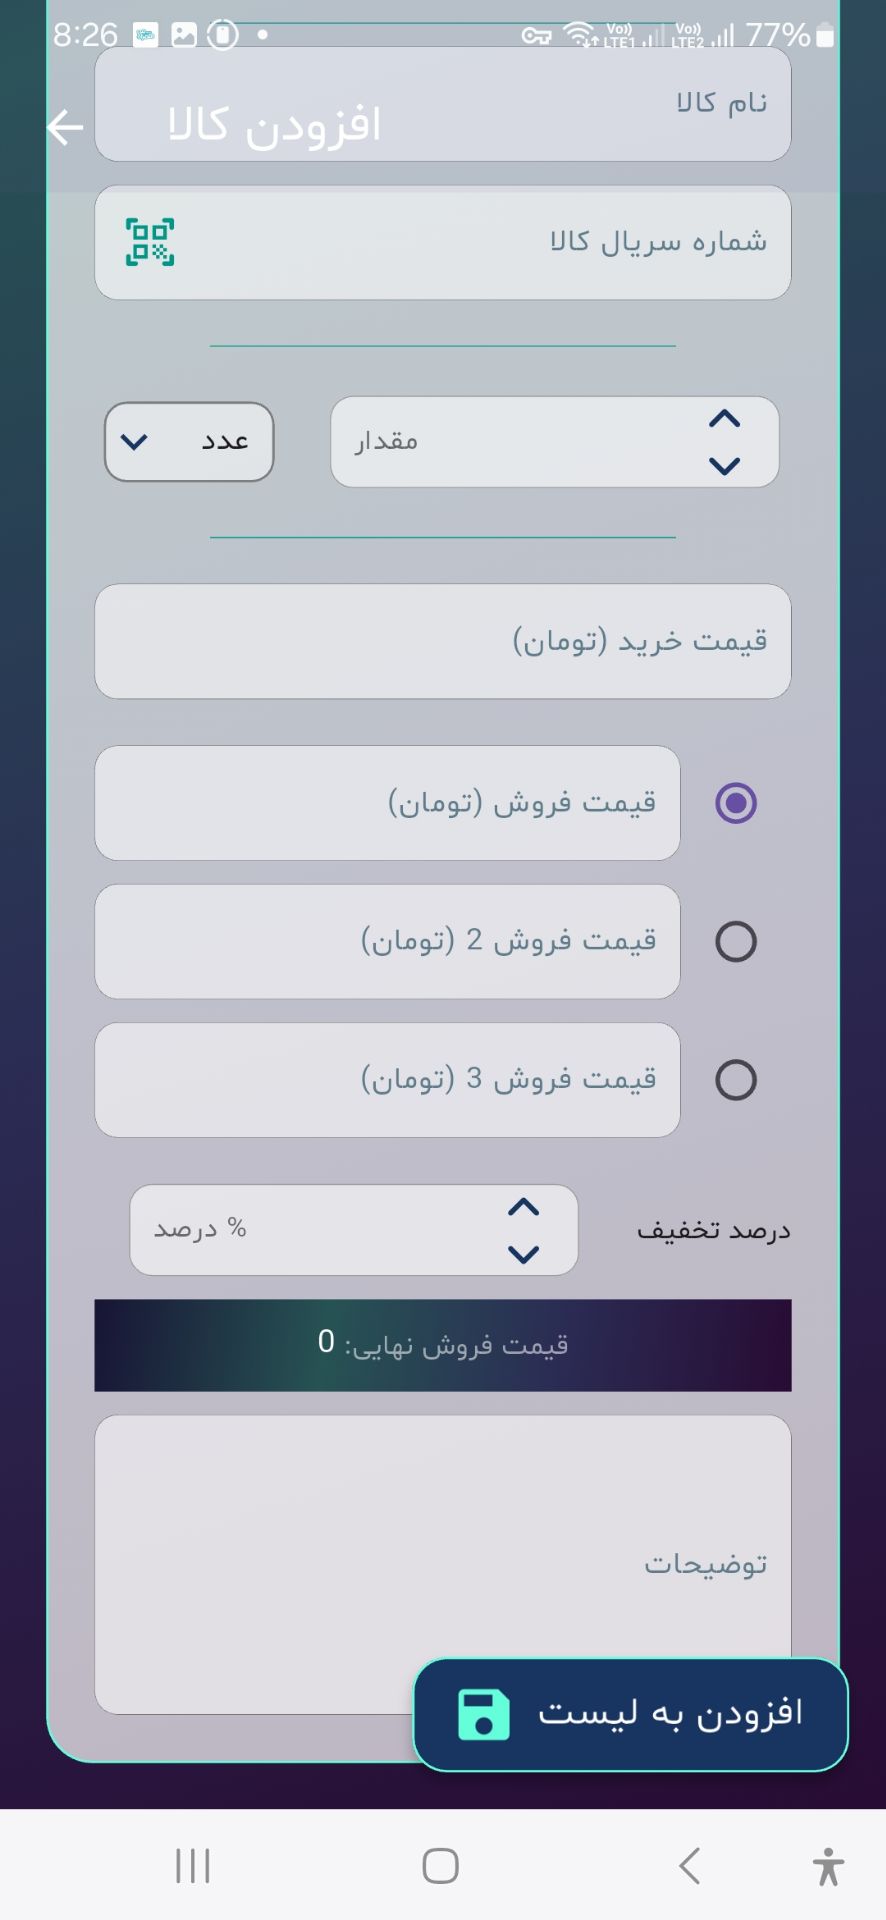 8:26 Vo)) LTE1 Vo)) LTE2 77%
نام کالا
افزودن کالا
شماره سریال کالا
مقدار
عدد
قیمت خرید (تومان)
قیمت فروش (تومان)
قیمت فروش 2 (تومان)
قیمت فروش 3 (تومان)
درصد تخفیف
% درصد
قیمت فروش نهایی: 0
توضیحات
افزودن به لیست